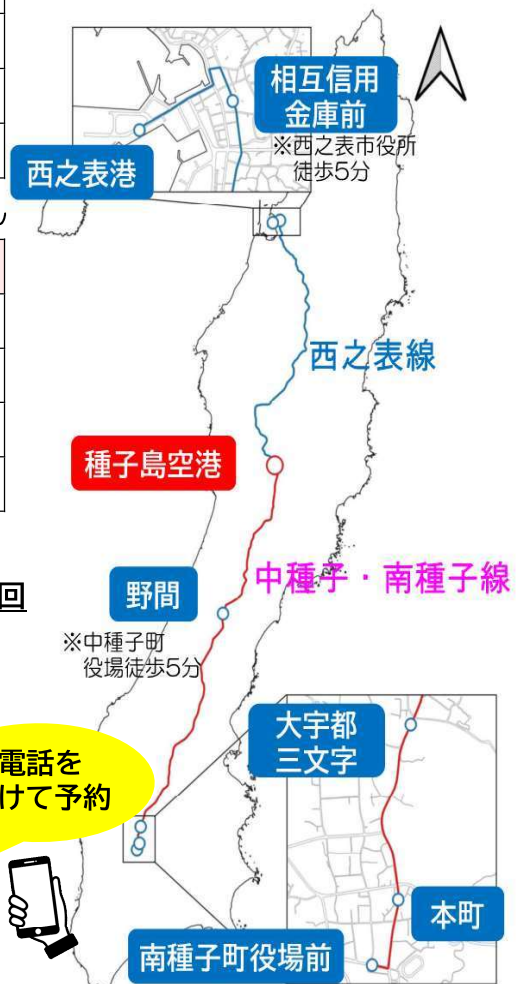 相互信用
金庫前
※西之表市役所
徒歩5分
西之表港
西之表線
種子島空港
中種子・南種子線
回
野間
※中種子町
役場徒歩5分
大宇都
三文字
電話を
けて予約
本町
南種子町役場前